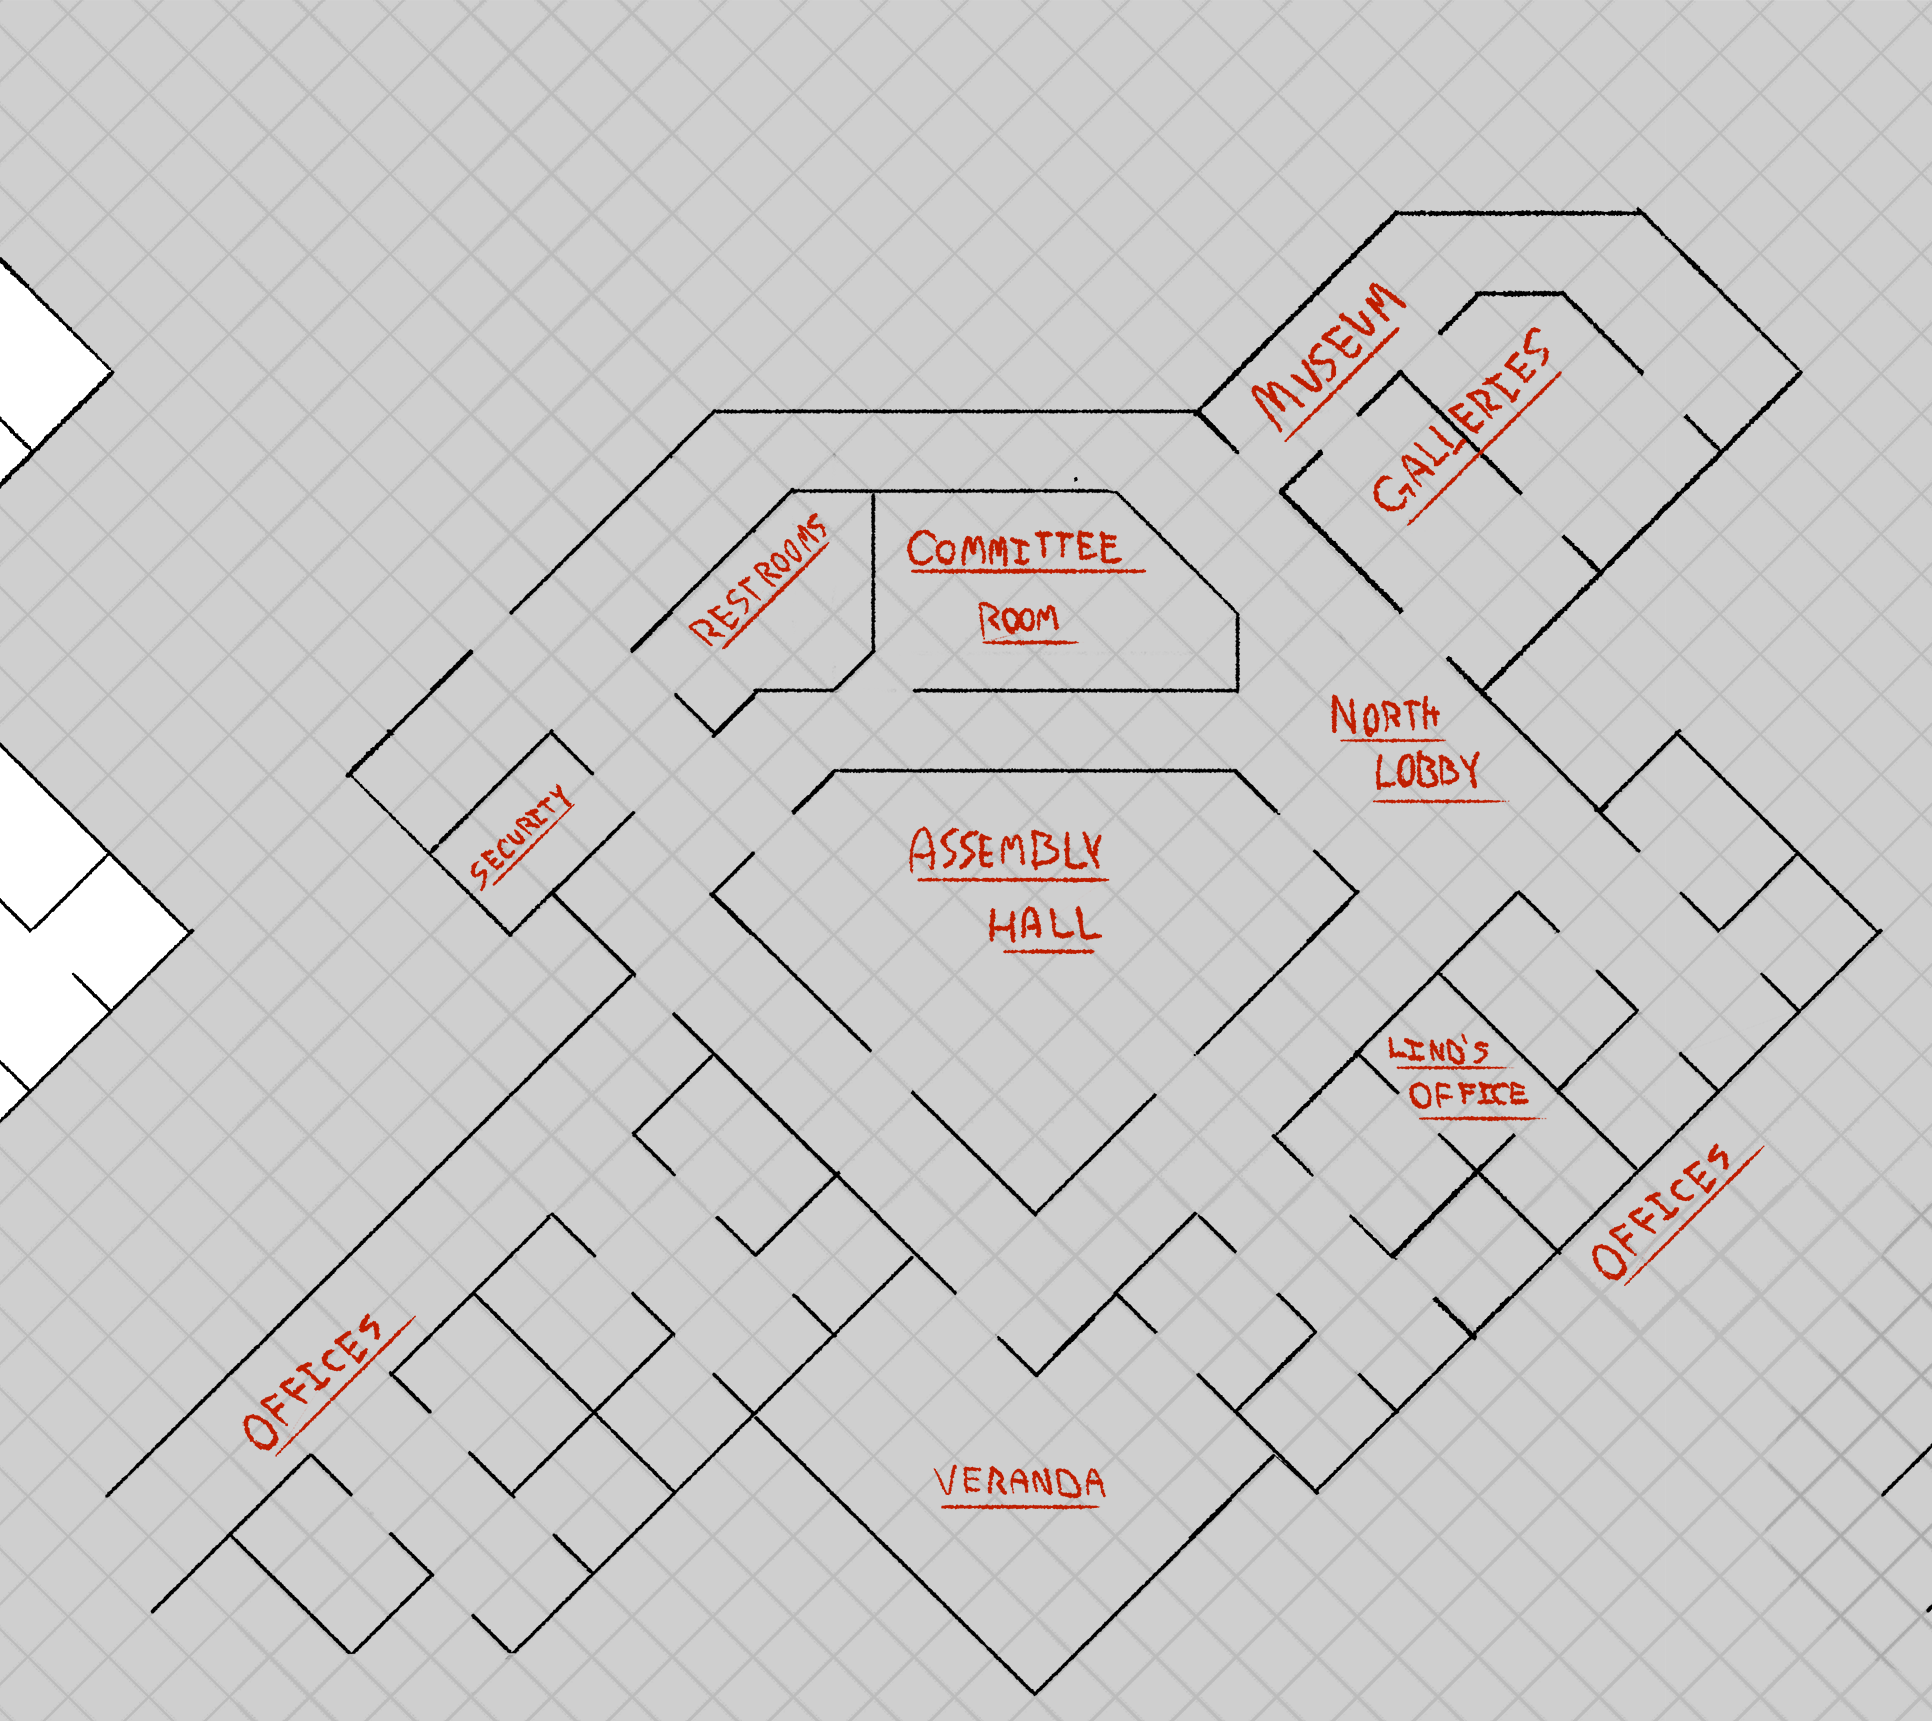 MUSEUM
GALLERIES
RESTROOMS
COMMITTEE
ROOM
NORTH
LOBBY
SECURITY
ASSEMBLY
HALL
LIND'S
OFFICE
OFFICES
OFFICES
VERANDA